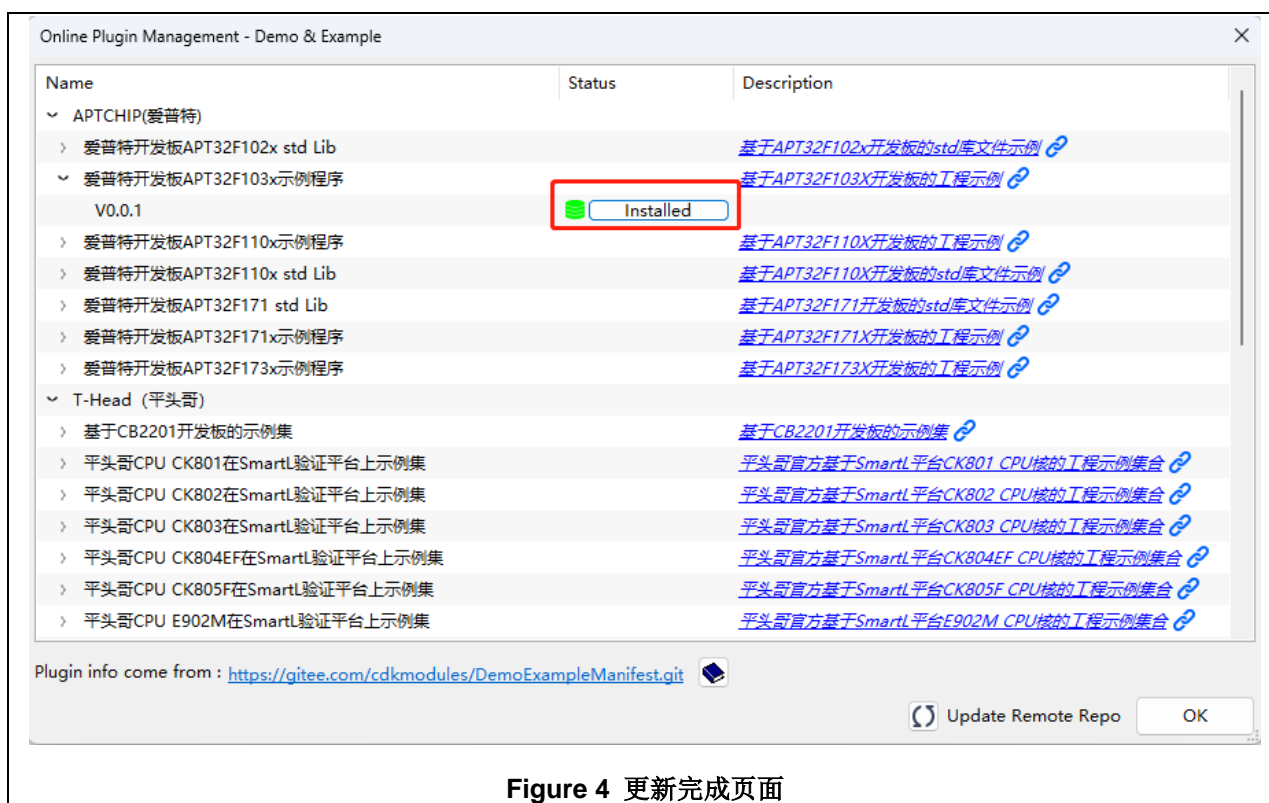 Online Plugin Management - Demo & Example
Name Status Description
APTCHIP(爱普特)
爱普特开发板APT32F102x std Lib 基于APT32F102x开发板的std库文件示例
爱普特开发板APT32F103x示例程序 基于APT32F103X开发板的工程示例
V0.0.1 Installed
爱普特开发板APT32F110x示例程序 基于APT32F110X开发板的工程示例
爱普特开发板APT32F110x std Lib 基于APT32F110X开发板的std库文件示例
爱普特开发板APT32F171 std Lib 基于APT32F171开发板的std库文件示例
爱普特开发板APT32F171x示例程序 基于APT32F171X开发板的工程示例
爱普特开发板APT32F173x示例程序 基于APT32F173X开发板的工程示例
T-Head (平头哥)
基于CB2201开发板的示例集 基于CB2201开发板的示例集
平头哥CPU CK801在SmartL验证平台上示例集 平头哥官方基于SmartL平台CK801 CPU核的工程示例集合
平头哥CPU CK802在SmartL验证平台上示例集 平头哥官方基于SmartL平台CK802 CPU核的工程示例集合
平头哥CPU CK803在SmartL验证平台上示例集 平头哥官方基于SmartL平台CK803 CPU核的工程示例集合
平头哥CPU CK804EF在SmartL验证平台上示例集 平头哥官方基于SmartL平台CK804EF CPU核的工程示例集合
平头哥CPU CK805F在SmartL验证平台上示例集 平头哥官方基于SmartL平台CK805F CPU核的工程示例集合
平头哥CPU E902M在SmartL验证平台上示例集 平头哥官方基于SmartL平台E902M CPU核的工程示例集合
Plugin info come from : https://gitee.com/cdkmodules/DemoExampleManifest.git
Update Remote Repo OK
Figure 4 更新完成页面